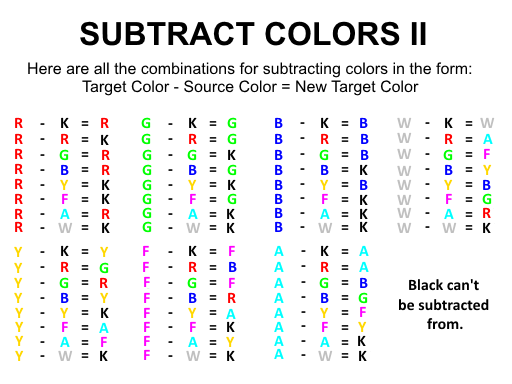 SUBTRACT COLORS II
Here are all the combinations for subtracting colors in the form:
Target Color - Source Color = New Target Color
R - K = R G - K = G B - K = B W - K = W
R - R = K G - R = G B - R = B W - R = A
R - G = R G - G = K B - G = B W - G = F
R - B = R G - B = G B - B = K W - B = Y
R - Y = K G - Y = K B - Y = B W - Y = B
R - F = K G - F = G B - F = K W - F = G
R - A = R G - A = K B - A = K W - A = R
R - W = K G - W = K B - W = K W - W = K
Y - K = Y F - K = F A - K = A
Y - R = G F - R = B A - R = A
Y - G = R F - G = F A - G = B
Y - B = Y F - B = R A - B = G
Y - Y = K F - Y = A A - Y = F
Y - F = A F - F = K A - F = Y
Y - A = F F - A = Y A - A = K
Y - W = K F - W = K A - W = K
Black can't
be subtracted
from.